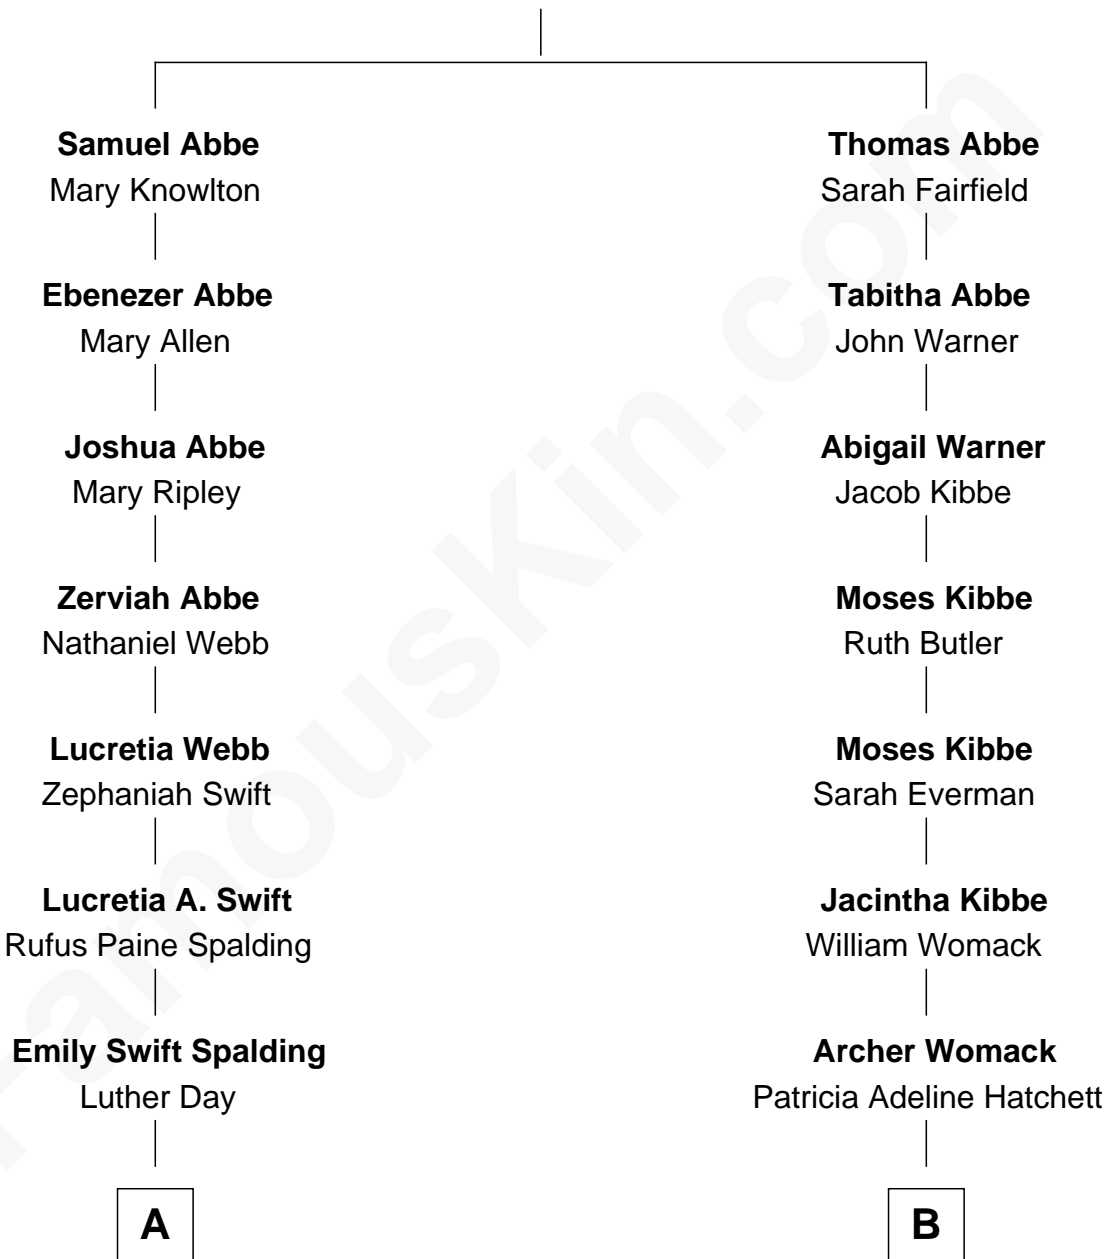 Samuel Abbe
Mary Knowlton
Ebenezer Abbe
Mary Allen
Joshua Abbe
Mary Ripley
Zerviah Abbe
Nathaniel Webb
Lucretia Webb
Zephaniah Swift
Lucretia A. Swift
Rufus Paine Spalding
Emily Swift Spalding
Luther Day
A
Thomas Abbe
Sarah Fairfield
Tabitha Abbe
John Warner
Abigail Warner
Jacob Kibbe
Moses Kibbe
Ruth Butler
Moses Kibbe
Sarah Everman
Jacintha Kibbe
William Womack
Archer Womack
Patricia Adeline Hatchett
B
FamousKin.com